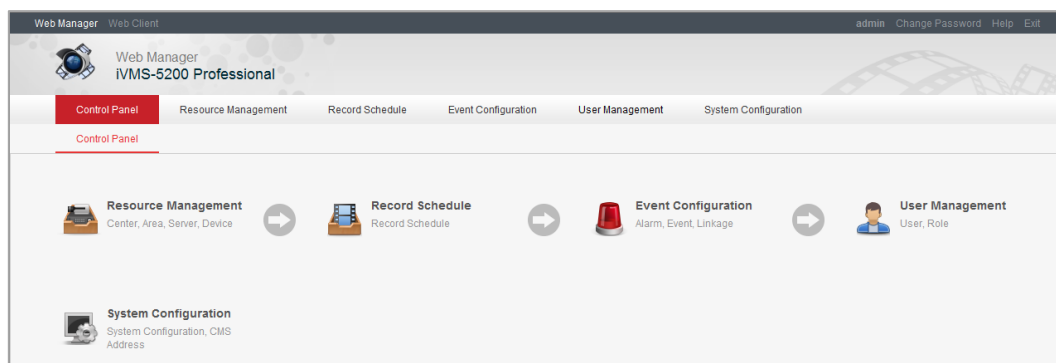 Web Manager Web Client admin Change Password Help Exit
Web Manager
iVMS-5200 Professional
Control Panel Resource Management Record Schedule Event Configuration User Management System Configuration
Control Panel
Resource Management
Center, Area, Server, Device
Record Schedule
Record Schedule
Event Configuration
Alarm, Event, Linkage
User Management
User, Role
System Configuration
System Configuration, CMS
Address